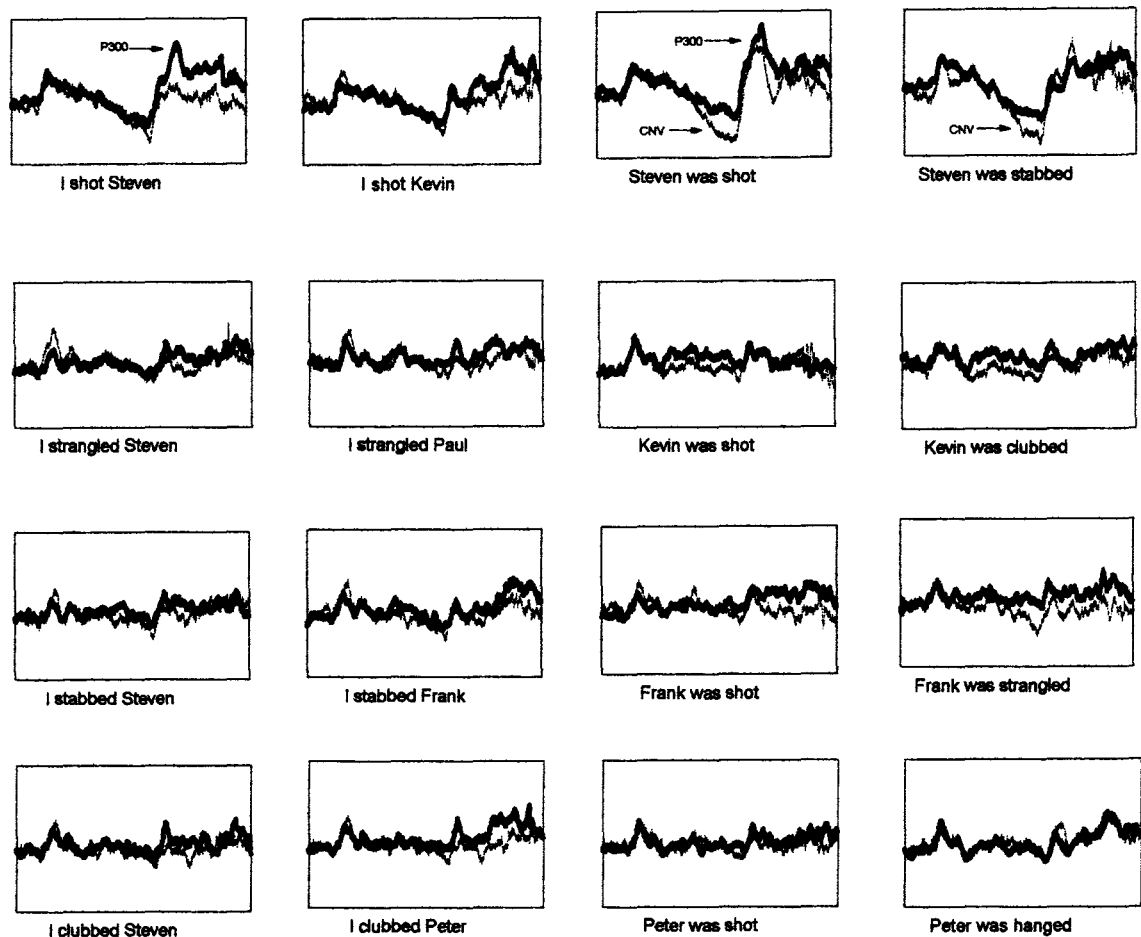 P300
I shot Steven
I shot Kevin
P300
CNV
Steven was shot
CNV
Steven was stabbed
I strangled Steven
I strangled Paul
Kevin was shot
Kevin was clubbed
I stabbed Steven
I stabbed Frank
Frank was shot
Frank was strangled
I clubbed Steven
I clubbed Peter
Peter was shot
Peter was hanged